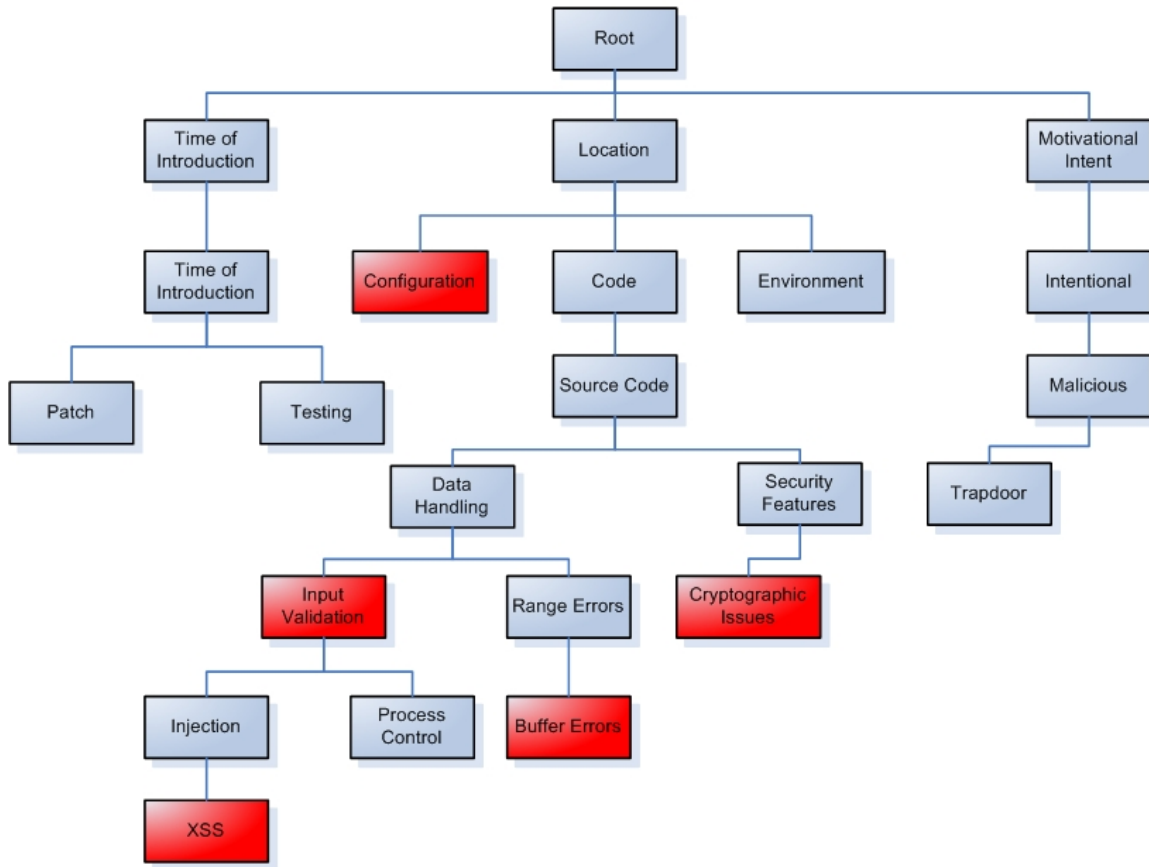 Root
Time of
Introduction
Location
Motivational
Intent
Time of
Introduction
Configuration
Code
Environment
Intentional
Patch
Testing
Source Code
Malicious
Data
Handling
Security
Features
Trapdoor
Input
Validation
Range Errors
Cryptographic
Issues
Injection
Process
Control
Buffer Errors
XSS